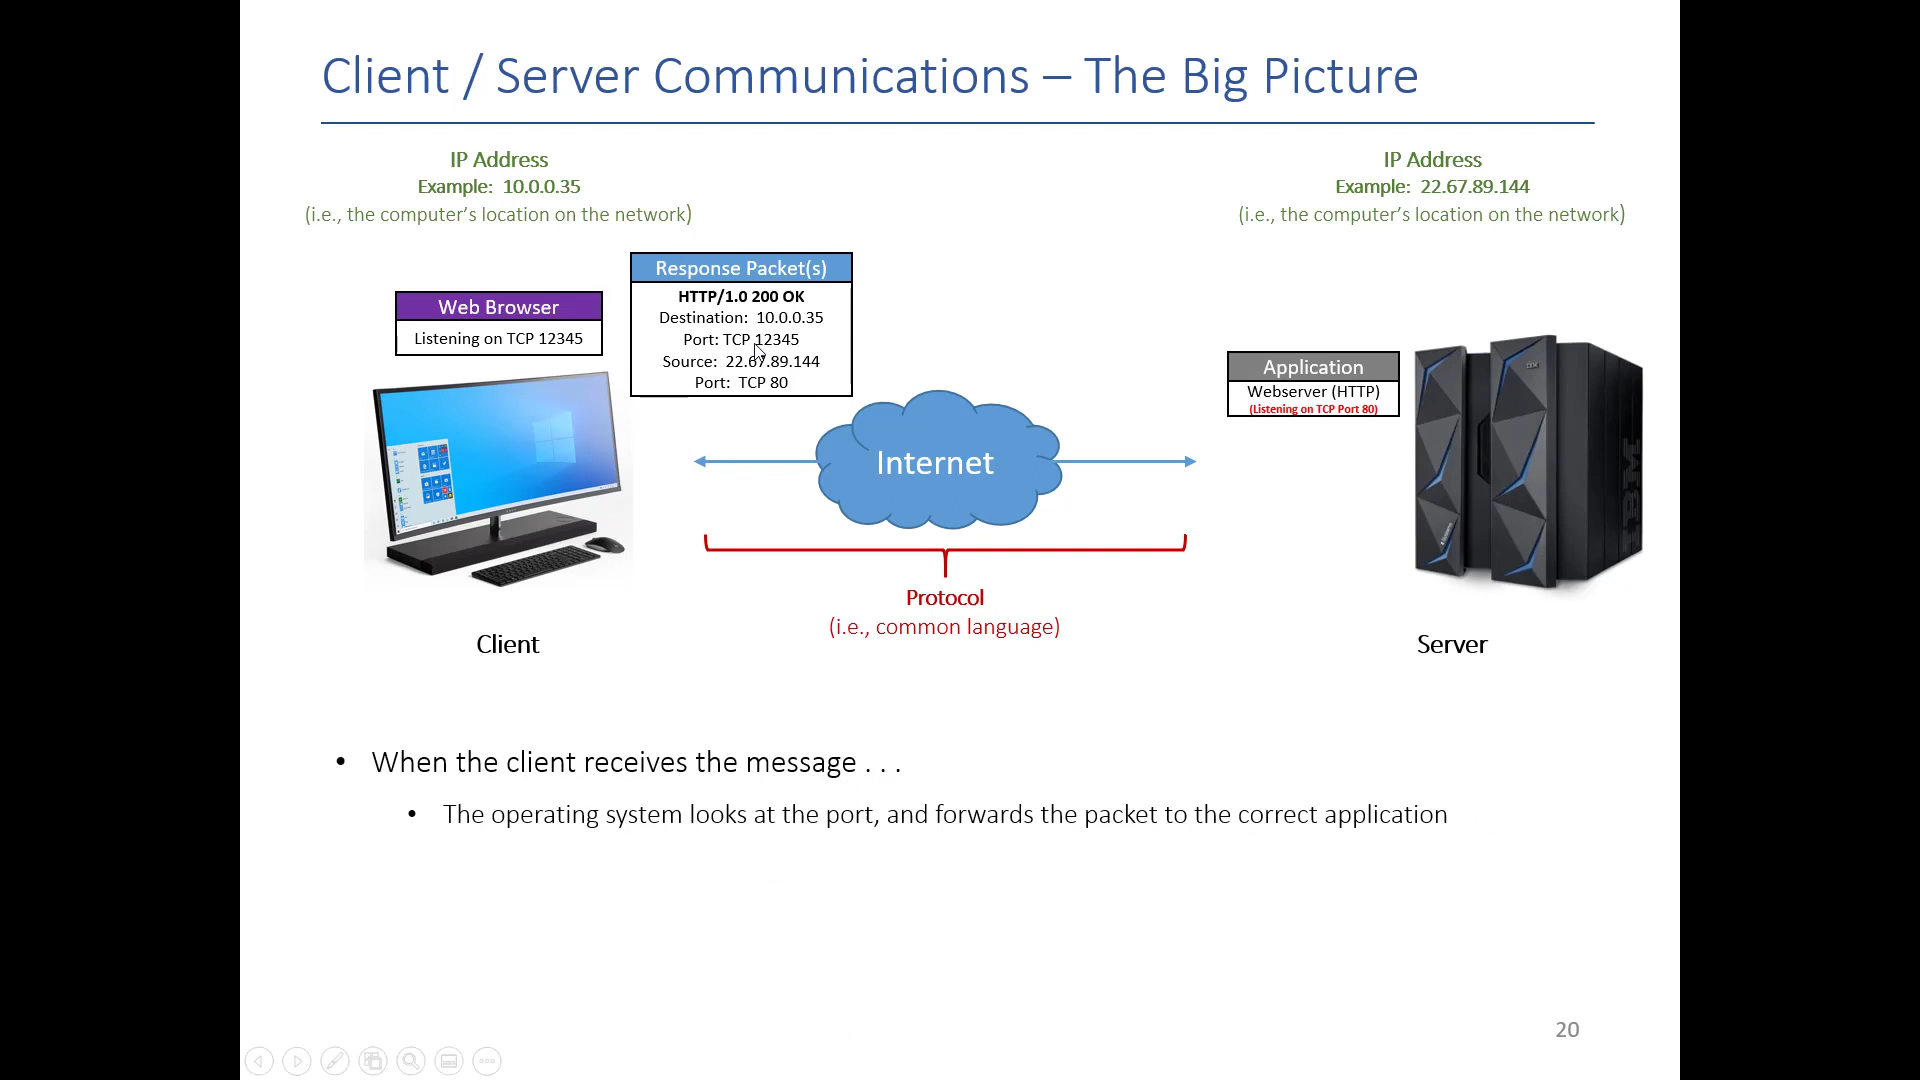 Client / Server Communications – The Big Picture
IP Address
Example:  10.0.0.35
(i.e., the computer’s location on the network)
IP Address
Example:  22.67.89.144
(i.e., the computer’s location on the network)
Response Packet(s)
HTTP/1.0 200 OK
Destination:  10.0.0.35
Port: TCP 12345
Source:  22.67.89.144
Port:  TCP 80
Web Browser
Listening on TCP 12345
Application
Webserver (HTTP)
(Listening on TCP Port 80)
IBM
IBM
Internet
Protocol
(i.e., common language)
Client
Server
• When the client receives the message . . .
• The operating system looks at the port, and forwards the packet to the correct application
20